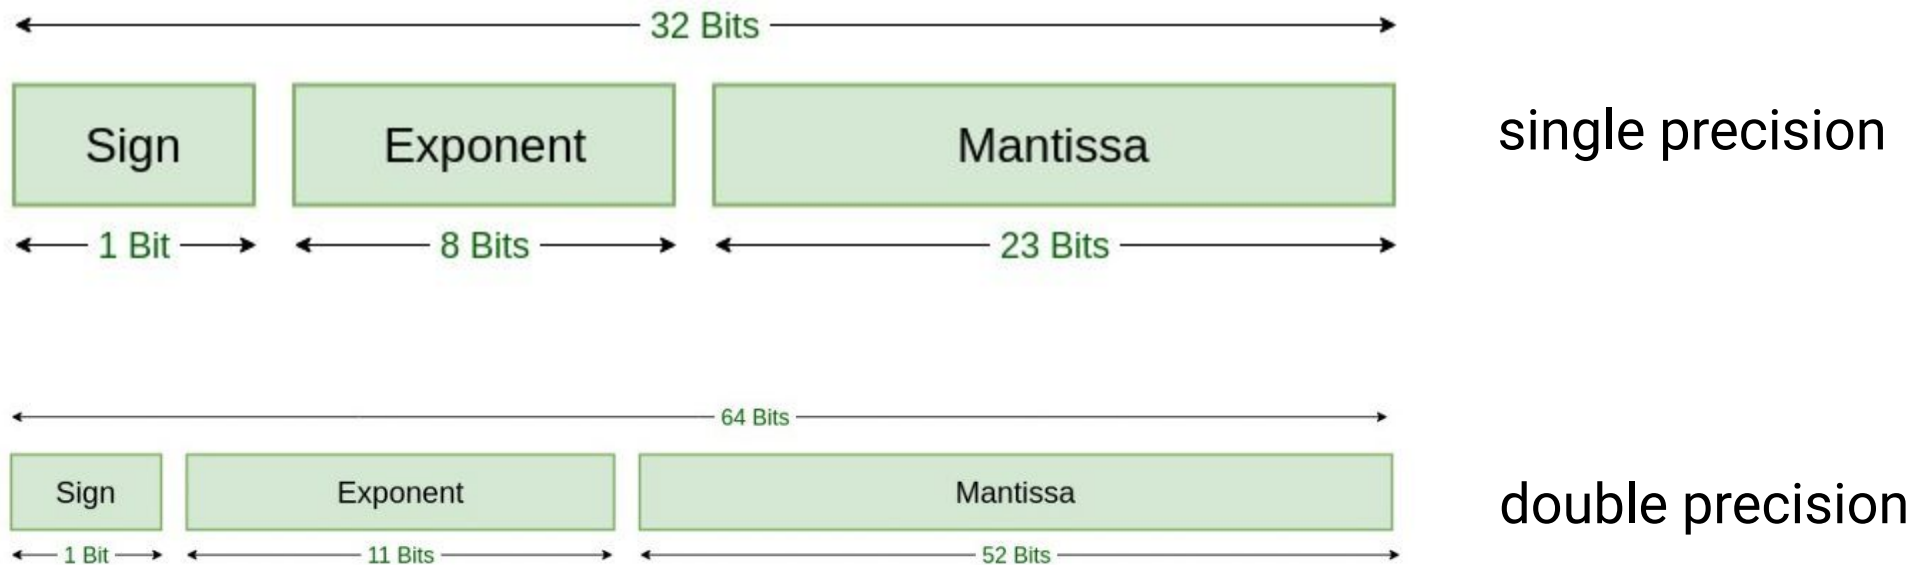 32 Bits
Sign Exponent Mantissa single precision
1 Bit 8 Bits 23 Bits
64 Bits
Sign Exponent Mantissa double precision
1 Bit 11 Bits 52 Bits